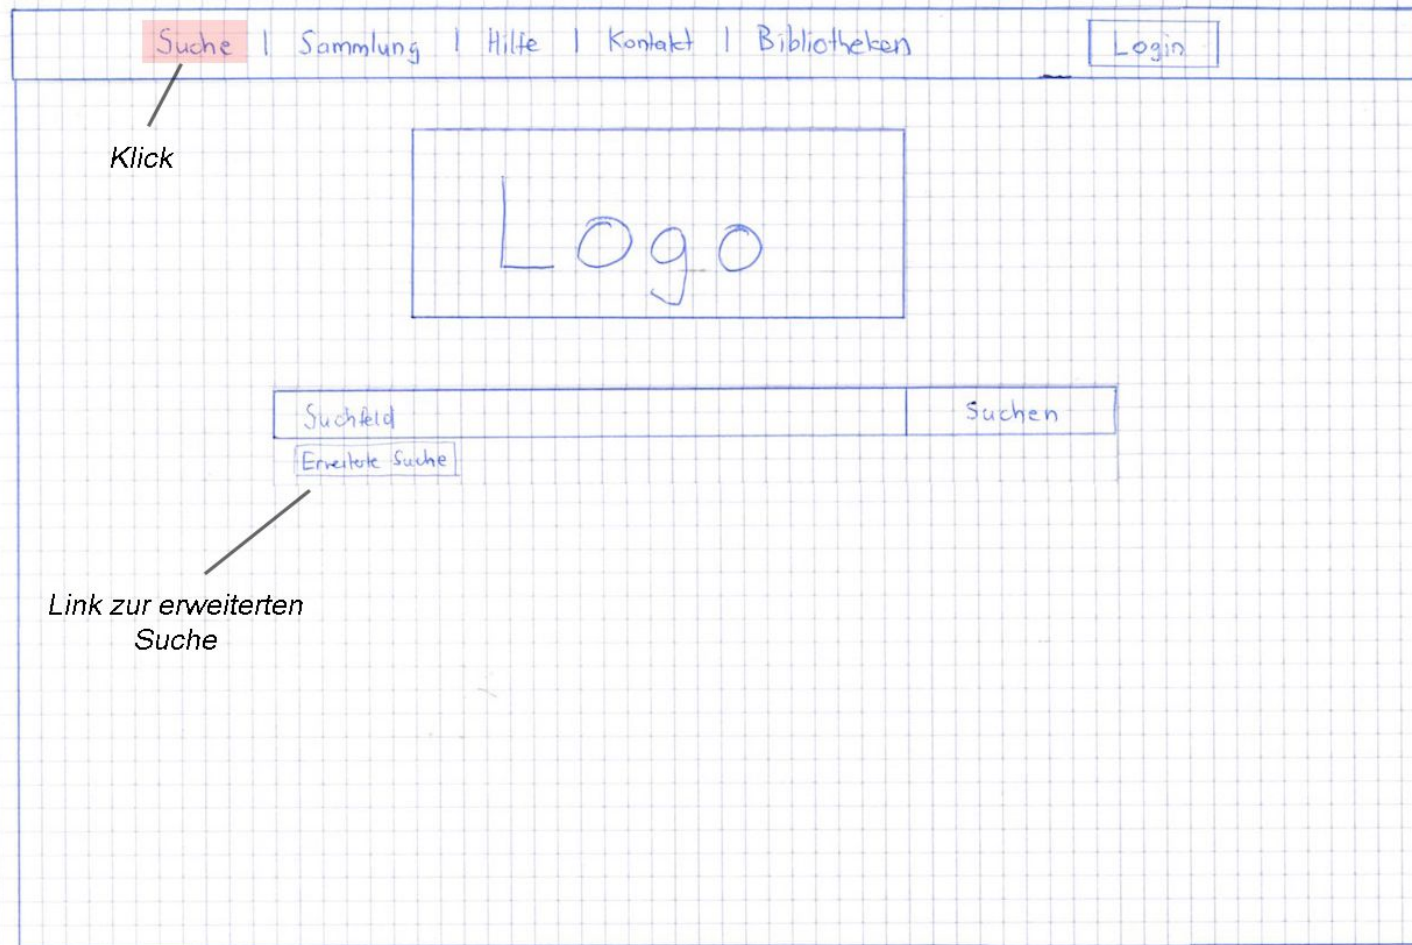 Suche | Sammlung | Hilfe | Kontakt | Bibliotheken Login
Klick
Logo
Suchfeld Suchen
Erweiterte Suche
Link zur erweiterten
Suche